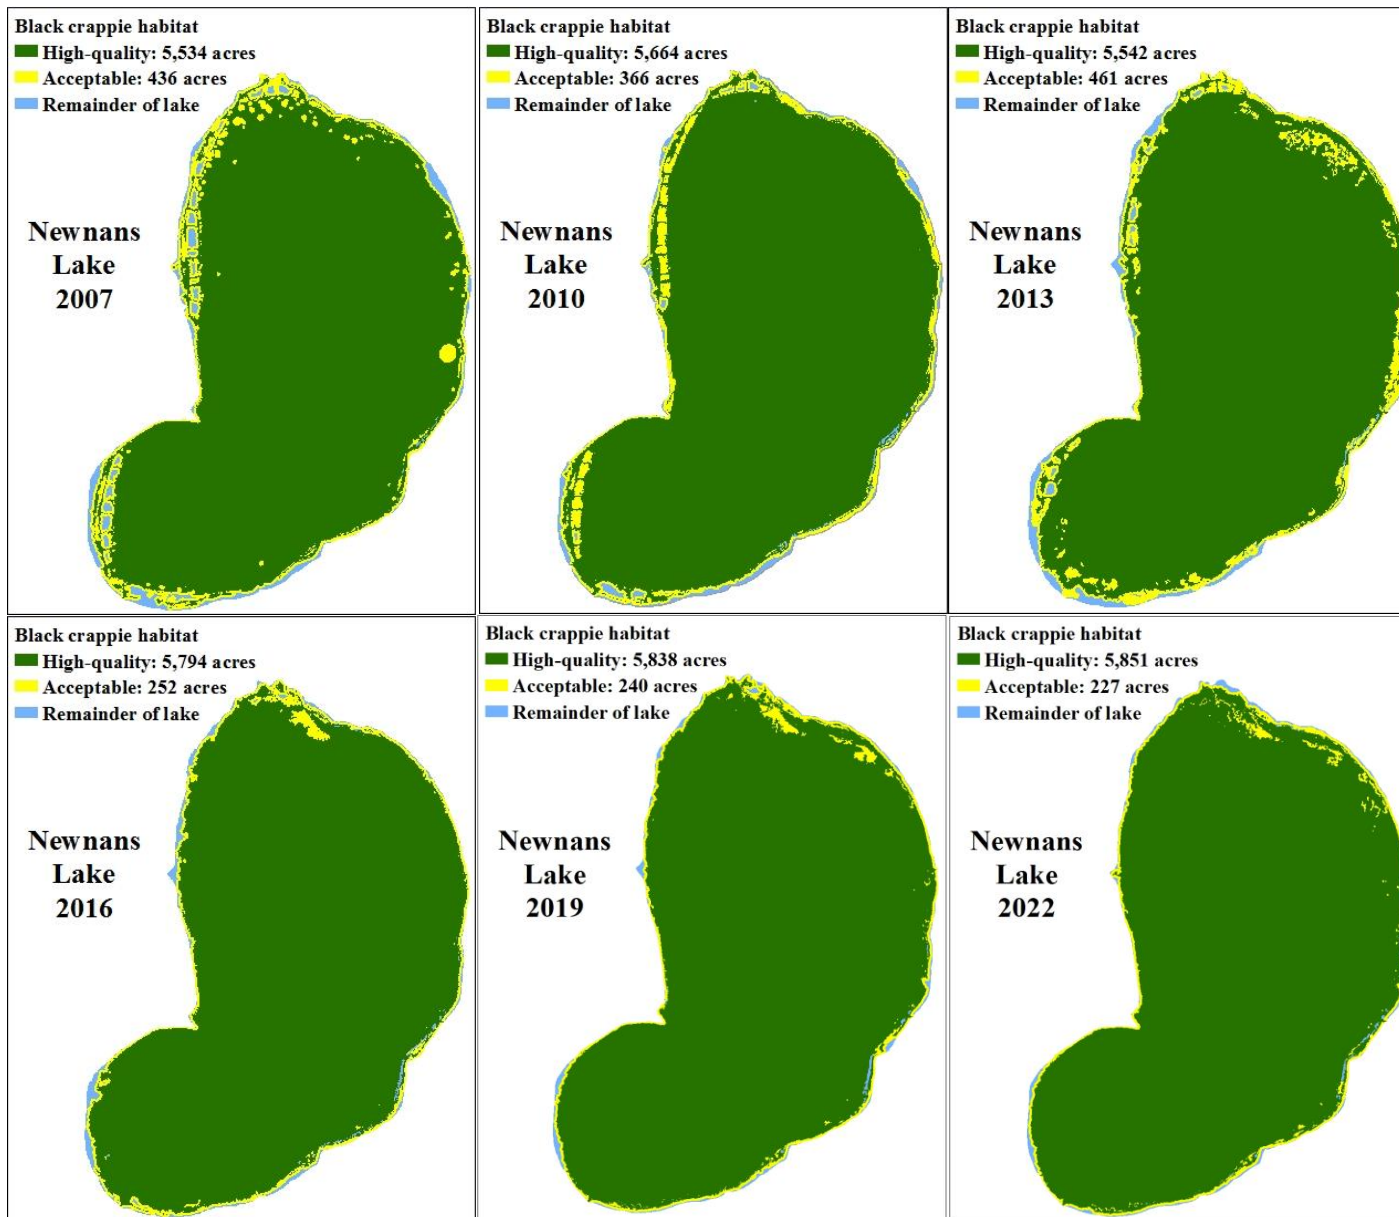 Black crappie habitat
High-quality: 5,534 acres
Acceptable: 436 acres
Remainder of lake
Newnans
Lake
2007
Black crappie habitat
High-quality: 5,664 acres
Acceptable: 366 acres
Remainder of lake
Newnans
Lake
2010
Black crappie habitat
High-quality: 5,542 acres
Acceptable: 461 acres
Remainder of lake
Newnans
Lake
2013
Black crappie habitat
High-quality: 5,794 acres
Acceptable: 252 acres
Remainder of lake
Newnans
Lake
2016
Black crappie habitat
High-quality: 5,838 acres
Acceptable: 240 acres
Remainder of lake
Newnans
Lake
2019
Black crappie habitat
High-quality: 5,851 acres
Acceptable: 227 acres
Remainder of lake
Newnans
Lake
2022